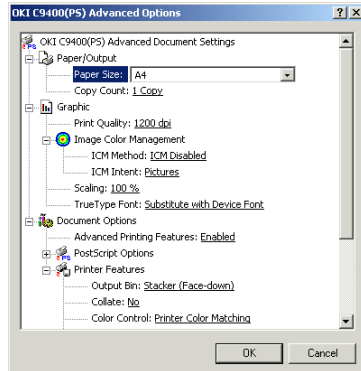 OKI C9400(PS) Advanced Options
OKI C9400(PS) Advanced Document Settings
Paper/Output
Paper Size: A4
Copy Count: 1 Copy
Graphic
Print Quality: 1200 dpi
Image Color Management
ICM Method: ICM Disabled
ICM Intent: Pictures
Scaling: 100 %
TrueType Font: Substitute with Device Font
Document Options
Advanced Printing Features: Enabled
PostScript Options
Printer Features
Output Bin: Stacker (Face-down)
Collate: No
Color Control: Printer Color Matching
OK Cancel